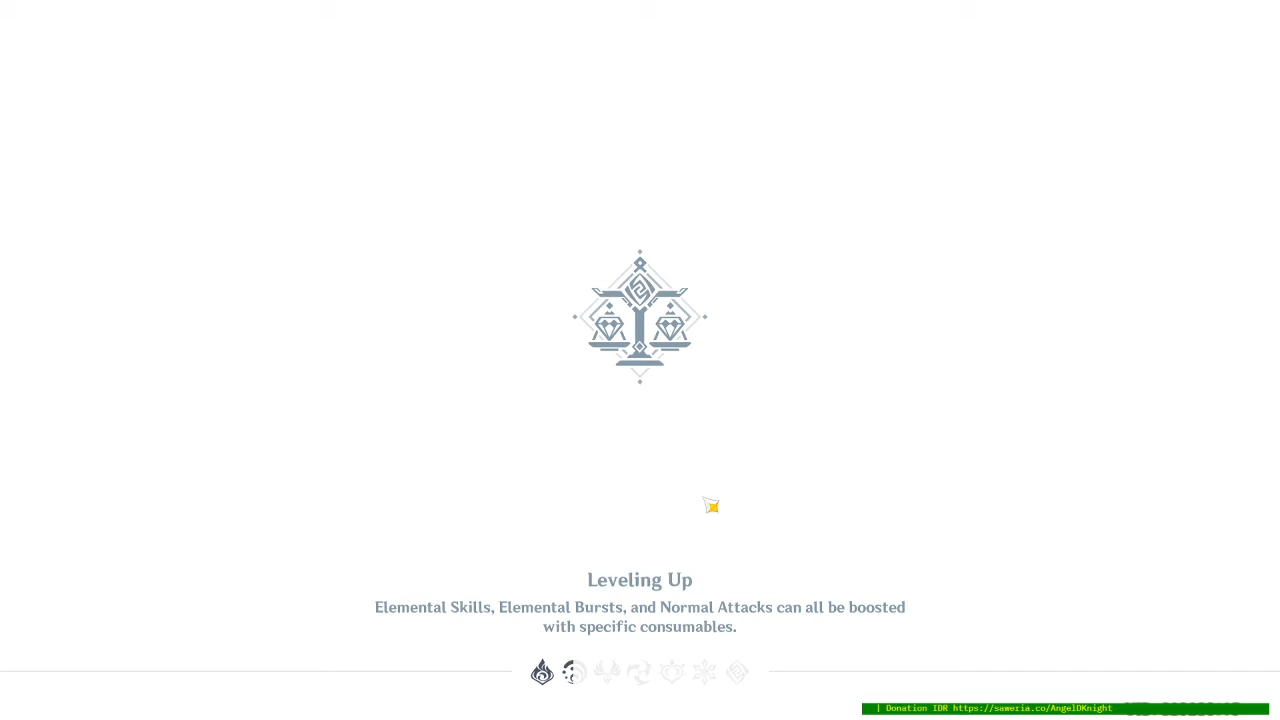 Leveling Up
Elemental Skills, Elemental Bursts, and Normal Attacks can all be boosted
with specific consumables.
| Donation IDR https://saweria.co/AngelDKnight